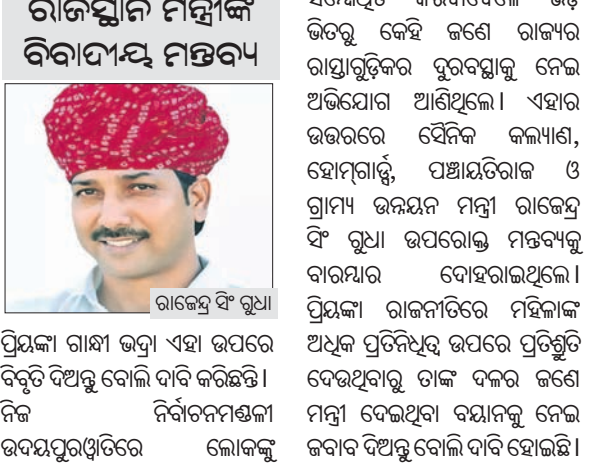 ରାଜସ୍ଥାନ ମନ୍ତ୍ରୀଙ୍କ
ବିବାଦୀୟ ମନ୍ତବ୍ୟ
ରାଜେନ୍ଦ୍ର ସିଂ ଗୁଧା
ପ୍ରିୟଙ୍କା ଗାନ୍ଧୀ ଭଦ୍ରା ଏହା ଉପରେ
ବିବୃତି ଦିଅନ୍ତୁ ବୋଲି ଦାବି କରିଛନ୍ତି।
ନିଜ ନିର୍ବାଚନମଣ୍ଡଳୀ
ଉଦୟପୁରୱାତିରେ ଲୋକଙ୍କୁ
ଭିତରୁ କେହି ଜଣେ ରାଜ୍ୟର
ରାସ୍ତାଗୁଡ଼ିକର ଦୁରବସ୍ଥାକୁ ନେଇ
ଅଭିଯୋଗ ଆଣିଥିଲେ। ଏହାର
ଉତ୍ତରରେ ସୈନିକ କଲ୍ୟାଣ,
ହୋମ୍‌ଗାର୍ଡ୍ସ, ପଞ୍ଚାୟତିରାଜ ଓ
ଗ୍ରାମ୍ୟ ଉନ୍ନୟନ ମନ୍ତ୍ରୀ ରାଜେନ୍ଦ୍ର
ସିଂ ଗୁଧା ଉପରୋକ୍ତ ମନ୍ତବ୍ୟକୁ
ବାରମ୍ବାର ଦୋହରାଇଥିଲେ।
ପ୍ରିୟଙ୍କା ରାଜନୀତିରେ ମହିଳାଙ୍କ
ଅଧିକ ପ୍ରତିନିଧିତ୍ୱ ଉପରେ ପ୍ରତିଶ୍ରୁତି
ଦେଉଥିବାରୁ ତାଙ୍କ ଦଳର ଜଣେ
ମନ୍ତ୍ରୀ ଦେଇଥିବା ବୟାନକୁ ନେଇ
ଜବାବ ଦିଅନ୍ତୁ ବୋଲି ଦାବି ହୋଇଛି।